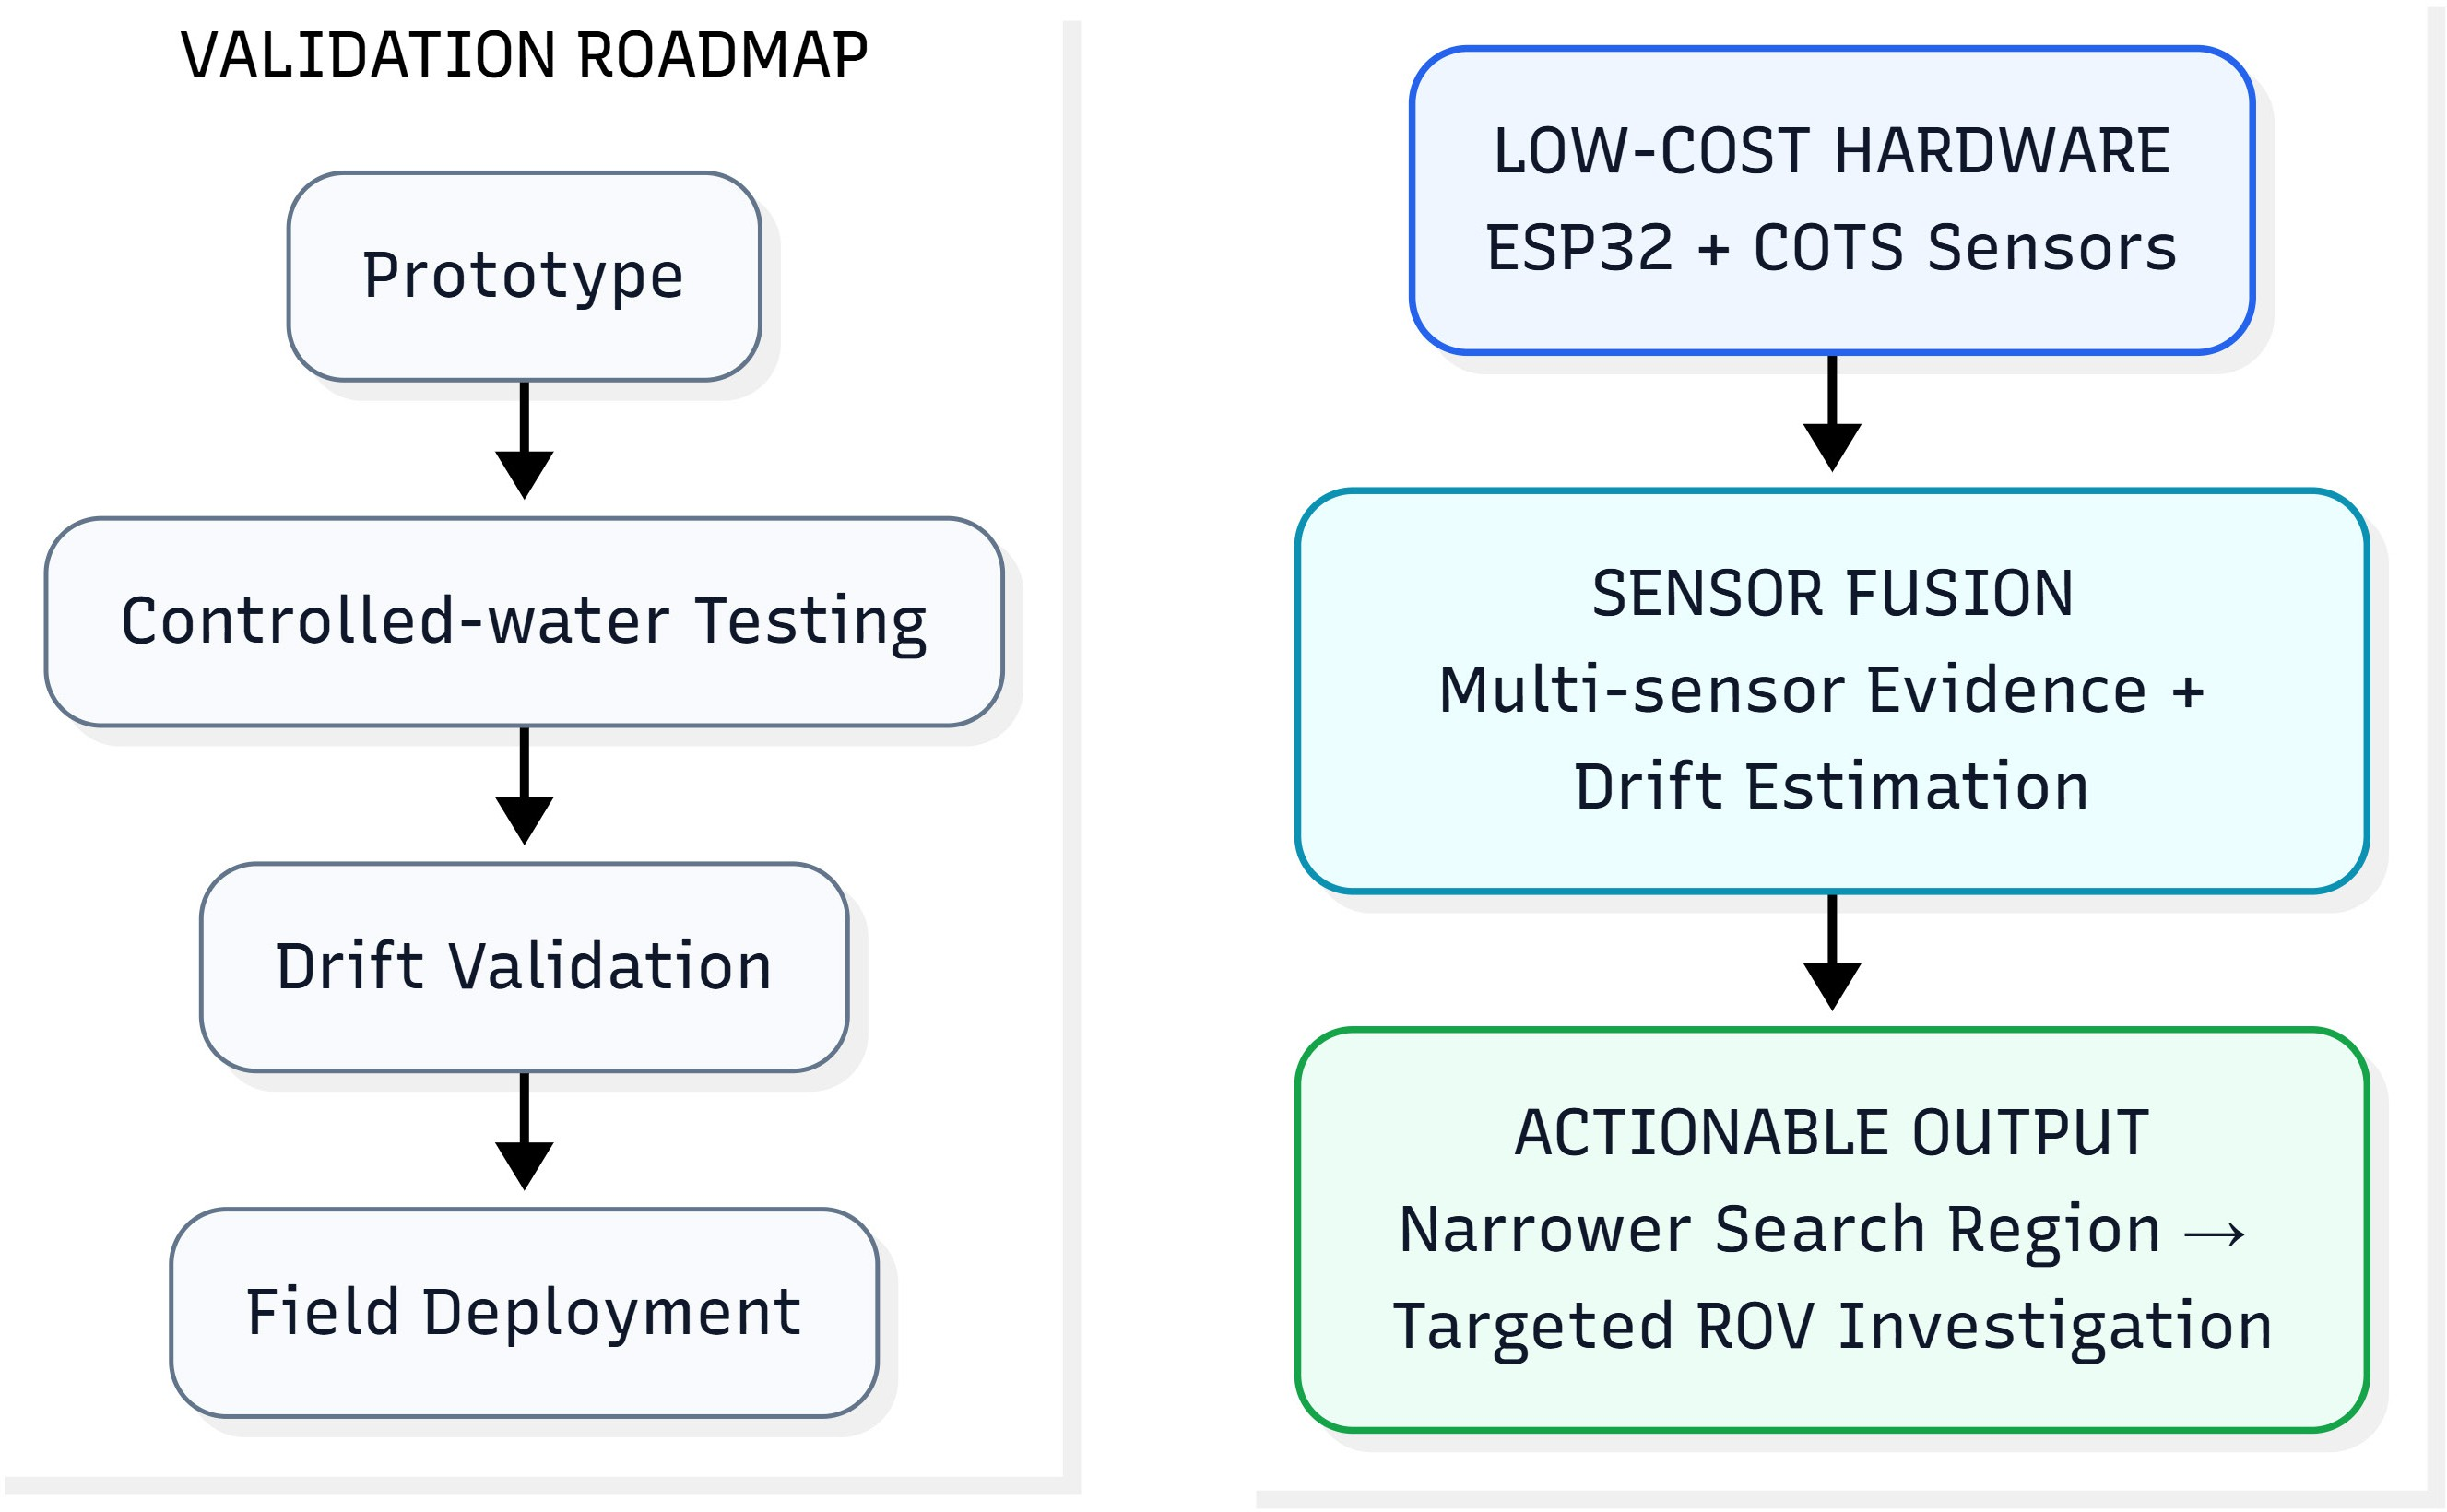 VALIDATION ROADMAP
Prototype
Controlled-water Testing
Drift Validation
Field Deployment
LOW-COST HARDWARE
ESP32 + COTS Sensors
SENSOR FUSION
Multi-sensor Evidence +
Drift Estimation
ACTIONABLE OUTPUT
Narrower Search Region →
Targeted ROV Investigation